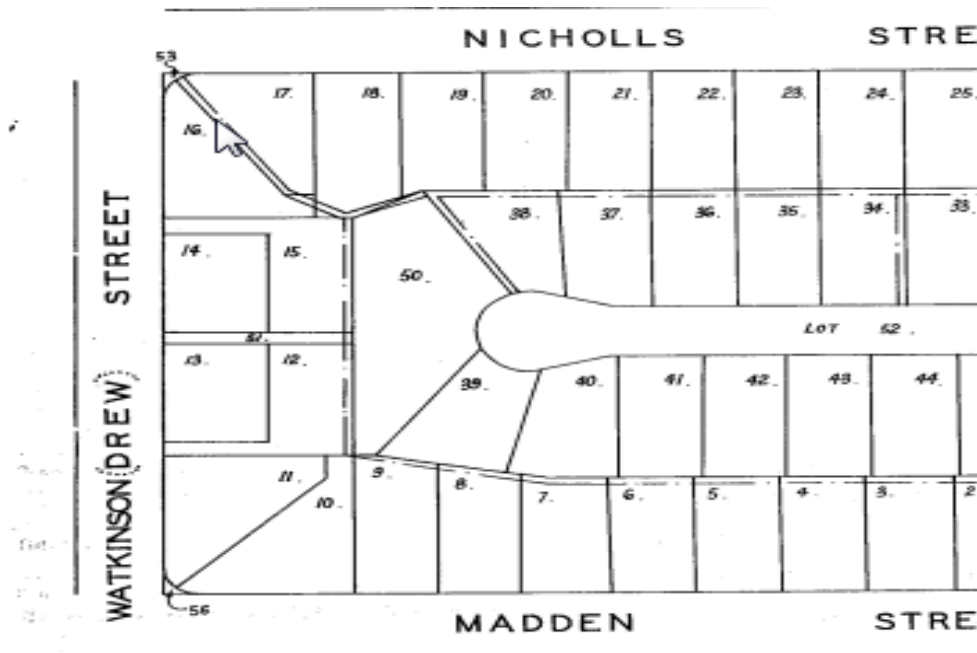 NICHOLLS STRE
53
17. 18. 19. 20. 21. 22. 23. 24. 25.
16.
38. 37. 36. 35. 34. 33.
14. 15.
50.
51.
LOT 52.
13. 12.
39. 40. 41. 42. 43. 44.
11. 10. 9. 8. 7. 6. 5. 4. 3. 2
56
WATKINSON (DREW) STREET
MADDEN STRE